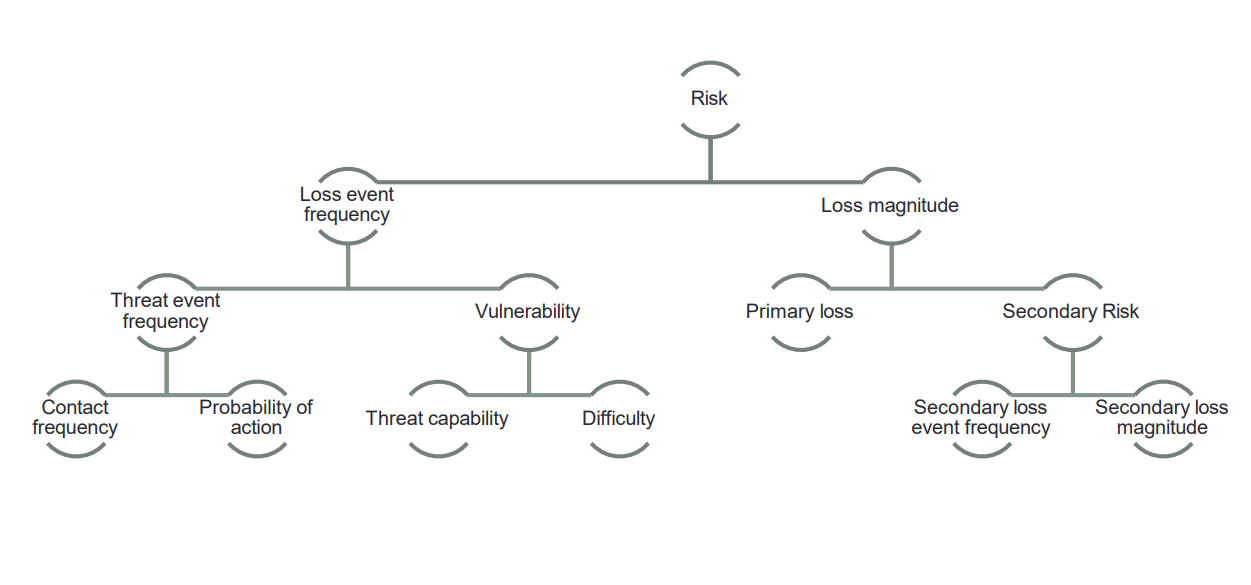 Risk
Loss event
frequency
Loss magnitude
Threat event
frequency
Vulnerability
Primary loss
Secondary Risk
Contact
frequency
Probability of
action
Threat capability
Difficulty
Secondary loss
event frequency
Secondary loss
magnitude